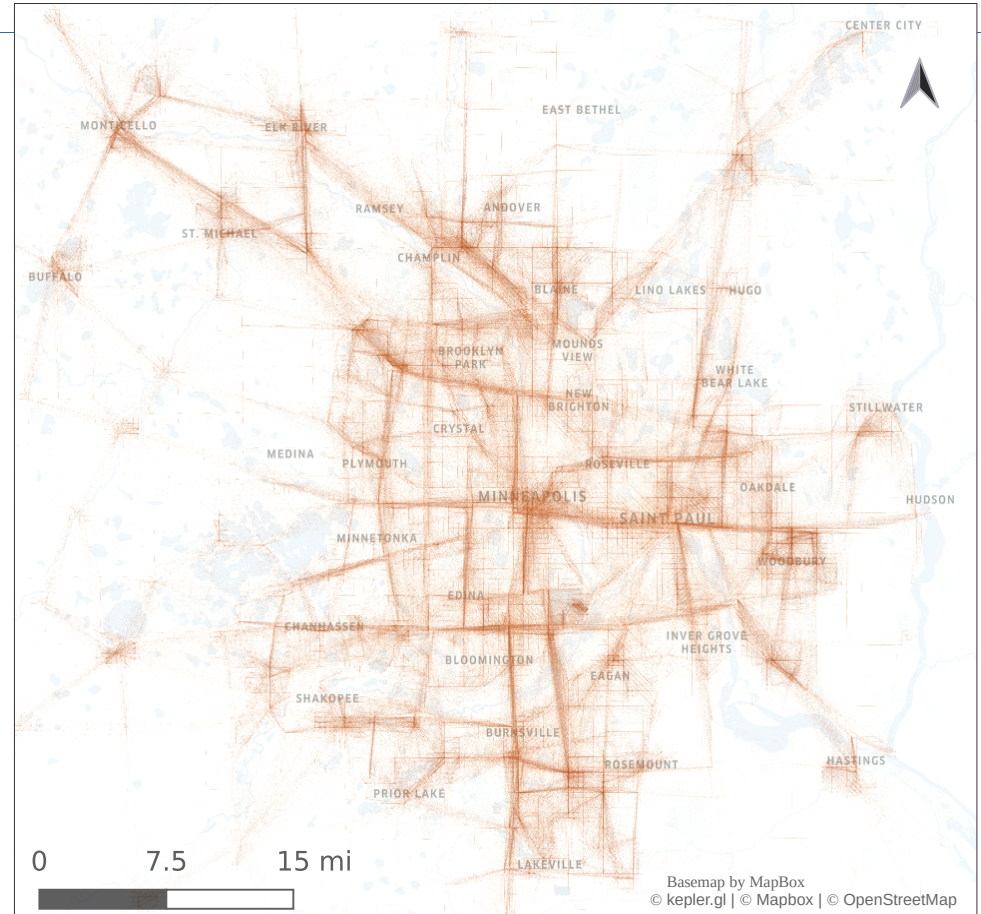 CENTER CITY
EAST BETHEL
MONTICELLO
ELK RIVER
RAMSEY
ANDOVER
ST. MICHAEL
CHAMPLIN
BUFFALO
BLAINE
LINO LAKES
HUGO
BROOKLYN
PARK
MOUNDS
VIEW
WHITE
BEAR LAKE
NEW
BRIGHTON
STILLWATER
CRYSTAL
MEDINA
PLYMOUTH
ROSEVILLE
OAKDALE
MINNEAPOLIS
HUDSON
SAINT PAUL
MINNETONKA
WOODBURY
EDINA
CHANHASSEN
INVER GROVE
HEIGHTS
BLOOMINGTON
EAGAN
SHAKOPEE
BURNSVILLE
ROSEMOUNT
HASTINGS
PRIOR LAKE
LAKEVILLE
0 7.5 15 mi
Basemap by MapBox
© kepler.gl | © Mapbox | © OpenStreetMap